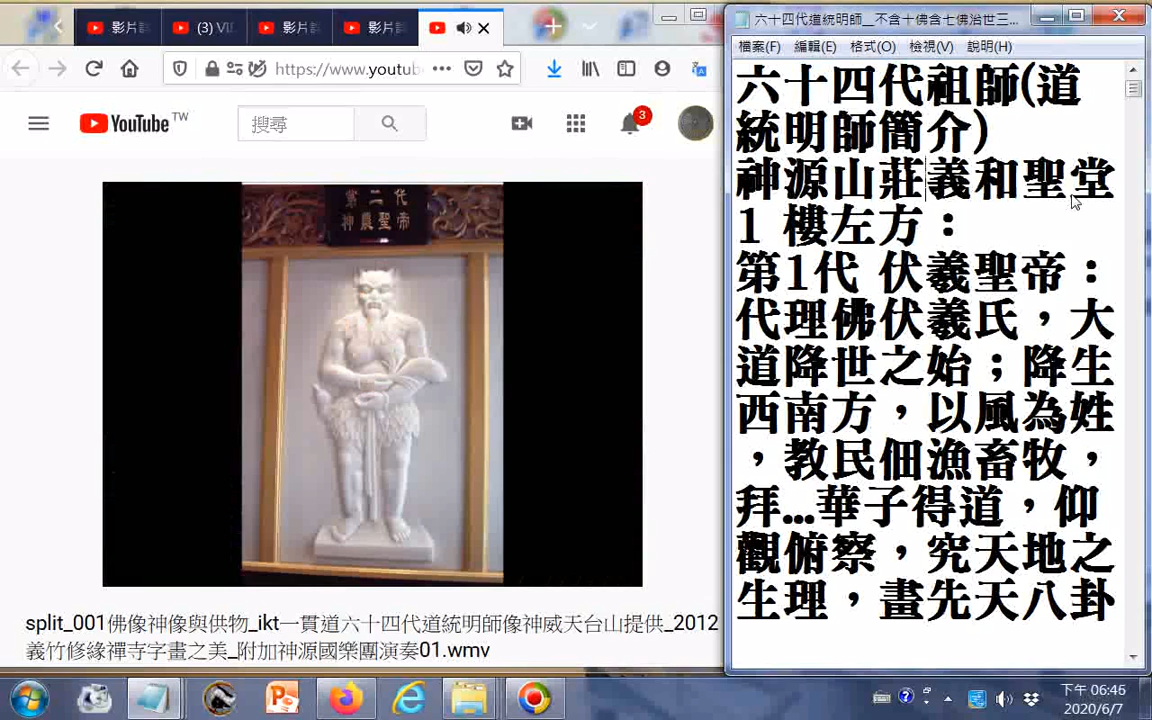 影片
(3) VI
影片
影片
六十四代道統明師__不含十佛含七佛治世三...
https://www.youtu
檔案(F) 編輯(E) 格式(O) 檢視(V) 說明(H)
YouTube TW
搜尋
3
第二代
神農聖帝
六十四代祖師(道
統明師簡介)
神源山莊義和聖堂
1 樓左方：
第1代 伏羲聖帝：
代理佛伏羲氏，大
道降世之始；降生
西南方，以風為姓
，教民佃漁畜牧，
拜...華子得道，仰
觀俯察，究天地之
生理，畫先天八卦
split_001佛像神像與供物_ikt一貫道六十四代道統明師像神威天台山提供_2012
義竹修緣禪寺字畫之美_附加神源國樂團演奏01.wmv
下午 06:46
2020/6/7